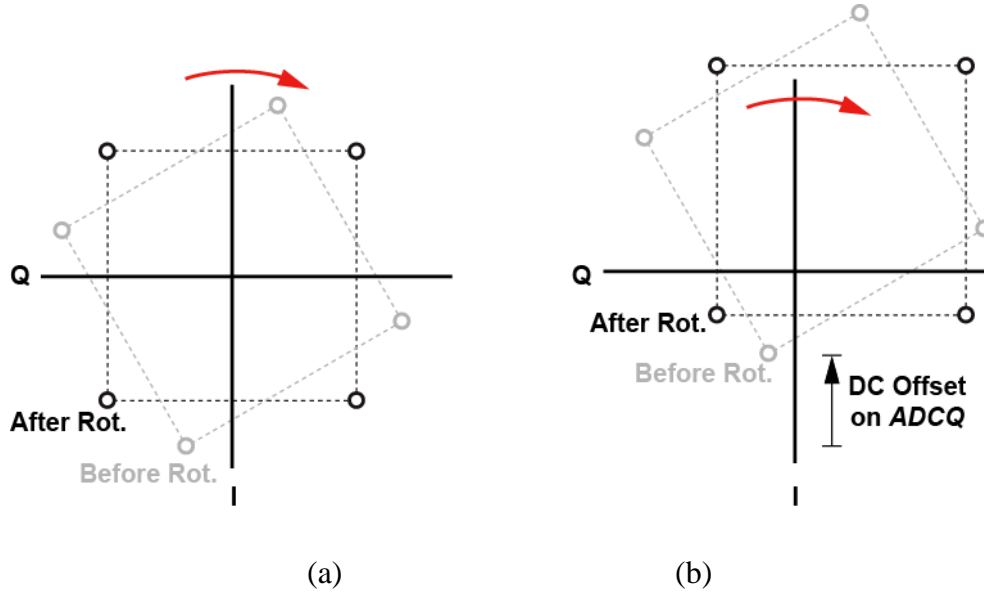 Q
After Rot.
Before Rot.
I
Q
After Rot.
Before Rot.
DC Offset
on ADCQ
I
(a)
(b)